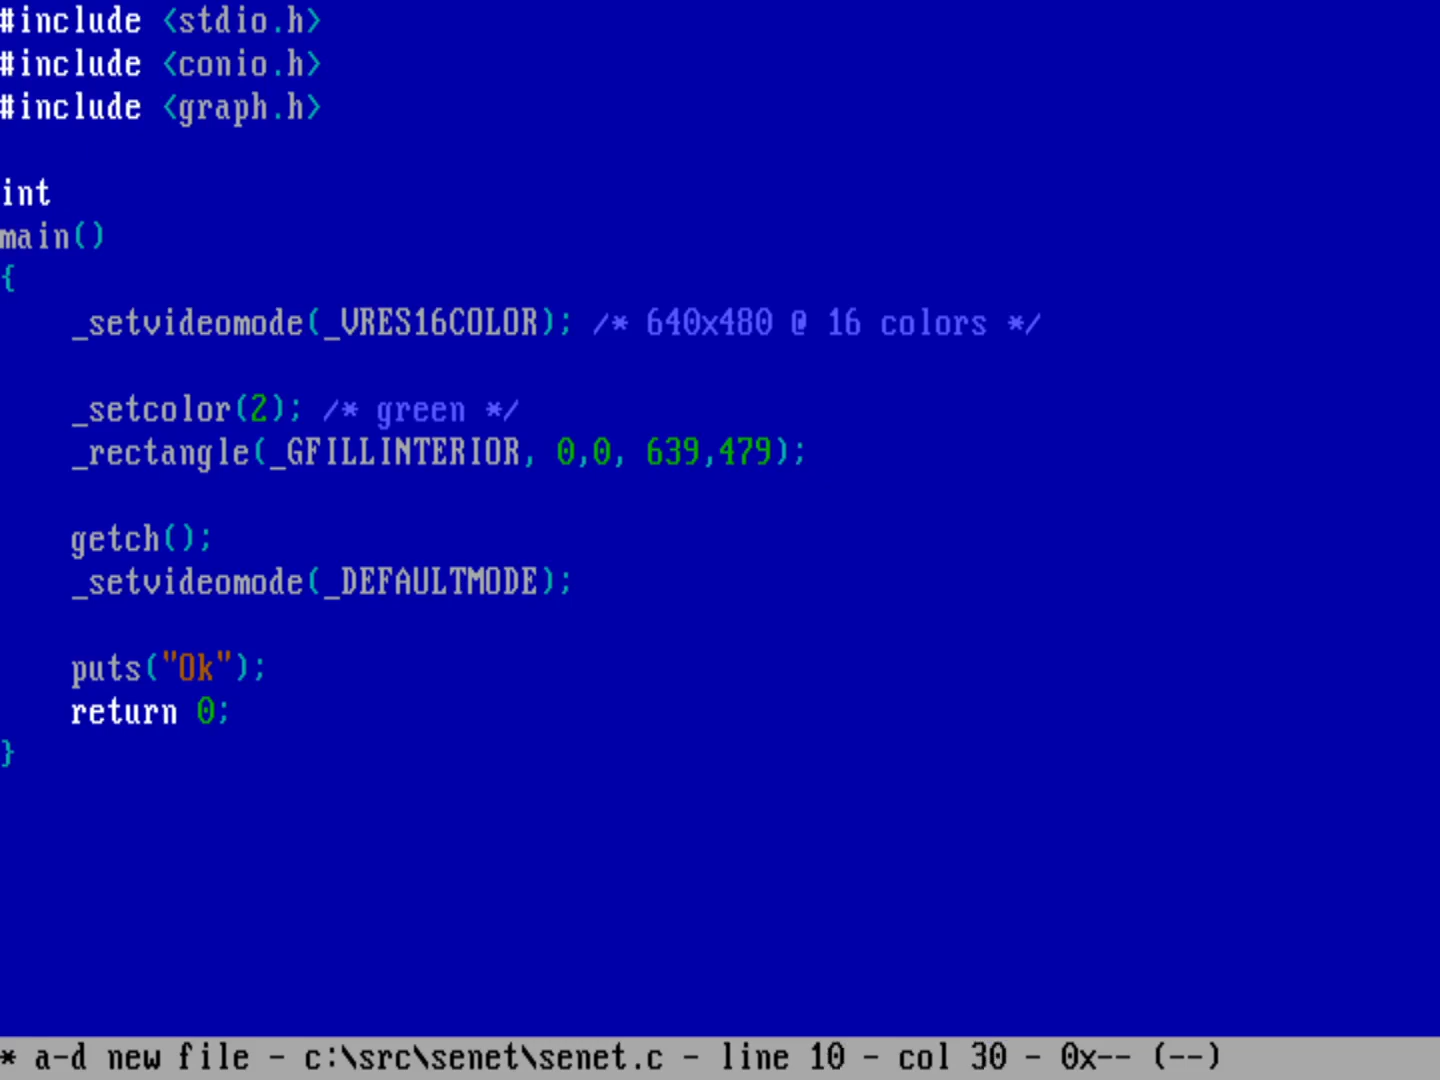 #include <stdio.h>
#include <conio.h>
#include <graph.h>
int
main()
{
_setvideomode(_VRES16COLOR); /* 640x480 @ 16 colors */
_setcolor(2); /* green */
_rectangle(_GFILLINTERIOR, 0,0, 639,479);
getch();
_setvideomode(_DEFAULTMODE);
puts("Ok");
return 0;
}
* a-d new file - c:\src\senet\senet.c - line 10 - col 30 - 0x-- (--)